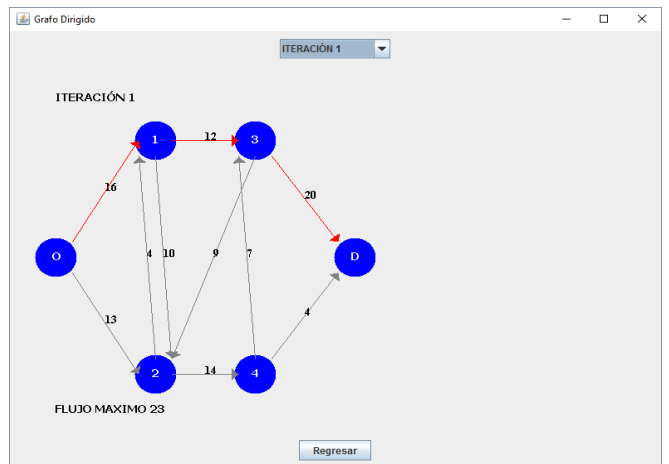 Grafo Dirigido
ITERACIÓN 1
ITERACIÓN 1
1
12
3
16
20
O
4
10
9
7
D
13
4
2
14
4
FLUJO MAXIMO 23
Regresar